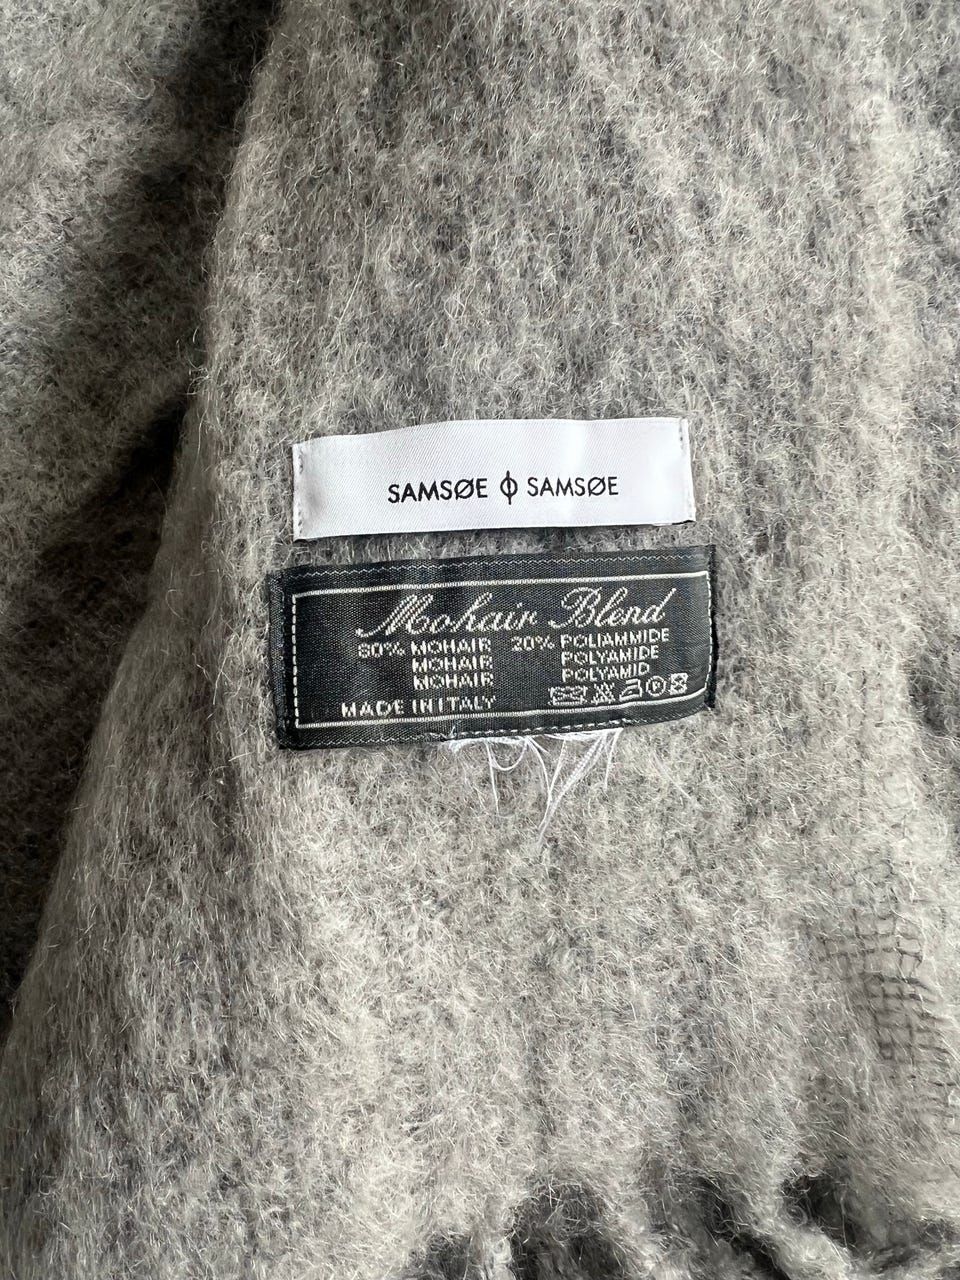 SAMSØE ϕ SAMSØE
Mohair Blend
80% MOHAIR 20% POLIAMMIDE
MOHAIR POLYAMIDE
MOHAIR POLYAMID
MADE IN ITALY P